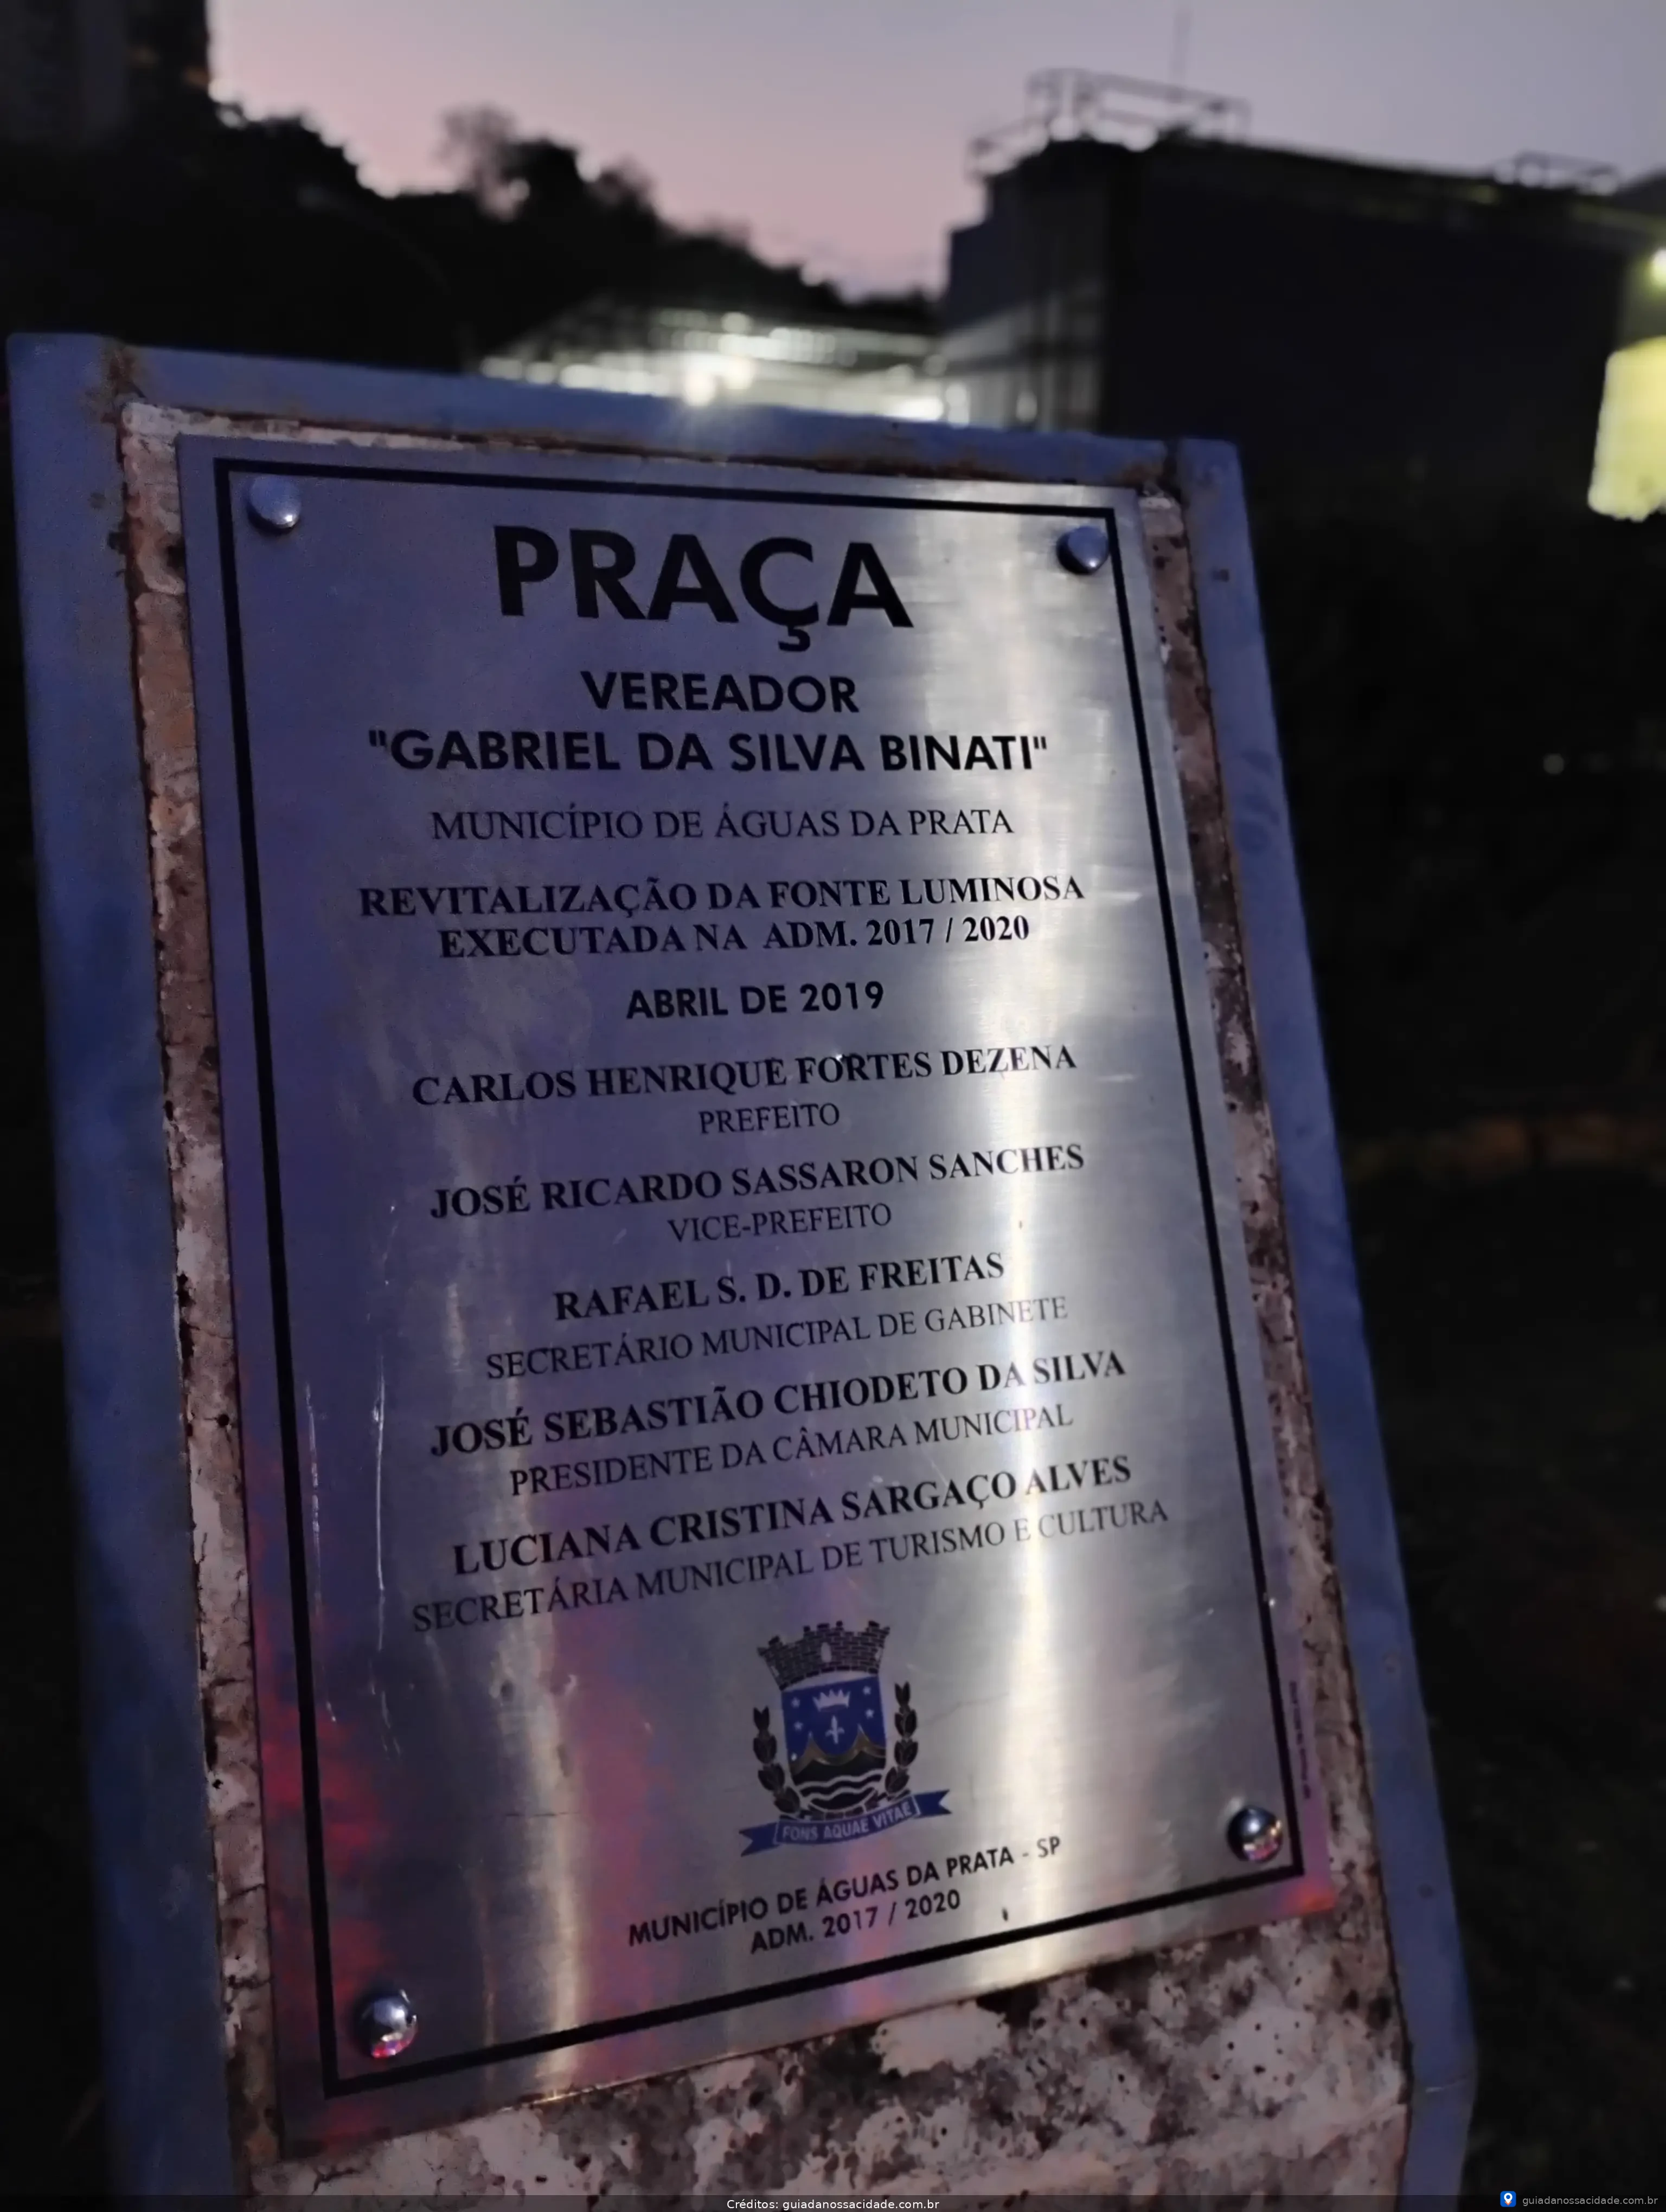 PRAÇA
VEREADOR
"GABRIEL DA SILVA BINATI"
MUNICÍPIO DE ÁGUAS DA PRATA
REVITALIZAÇÃO DA FONTE LUMINOSA
EXECUTADA NA ADM. 2017 / 2020
ABRIL DE 2019
CARLOS HENRIQUE FORTES DEZENA
PREFEITO
JOSÉ RICARDO SASSARON SANCHES
VICE-PREFEITO
RAFAEL S. D. DE FREITAS
SECRETÁRIO MUNICIPAL DE GABINETE
JOSÉ SEBASTIÃO CHIODETO DA SILVA
PRESIDENTE DA CÂMARA MUNICIPAL
LUCIANA CRISTINA SARGAÇO ALVES
SECRETÁRIA MUNICIPAL DE TURISMO E CULTURA
FONS AQUAE VITAE
MUNICÍPIO DE ÁGUAS DA PRATA - SP
ADM. 2017 / 2020
Créditos: guiadanossacidade.com.br
guiadanossacidade.com.br